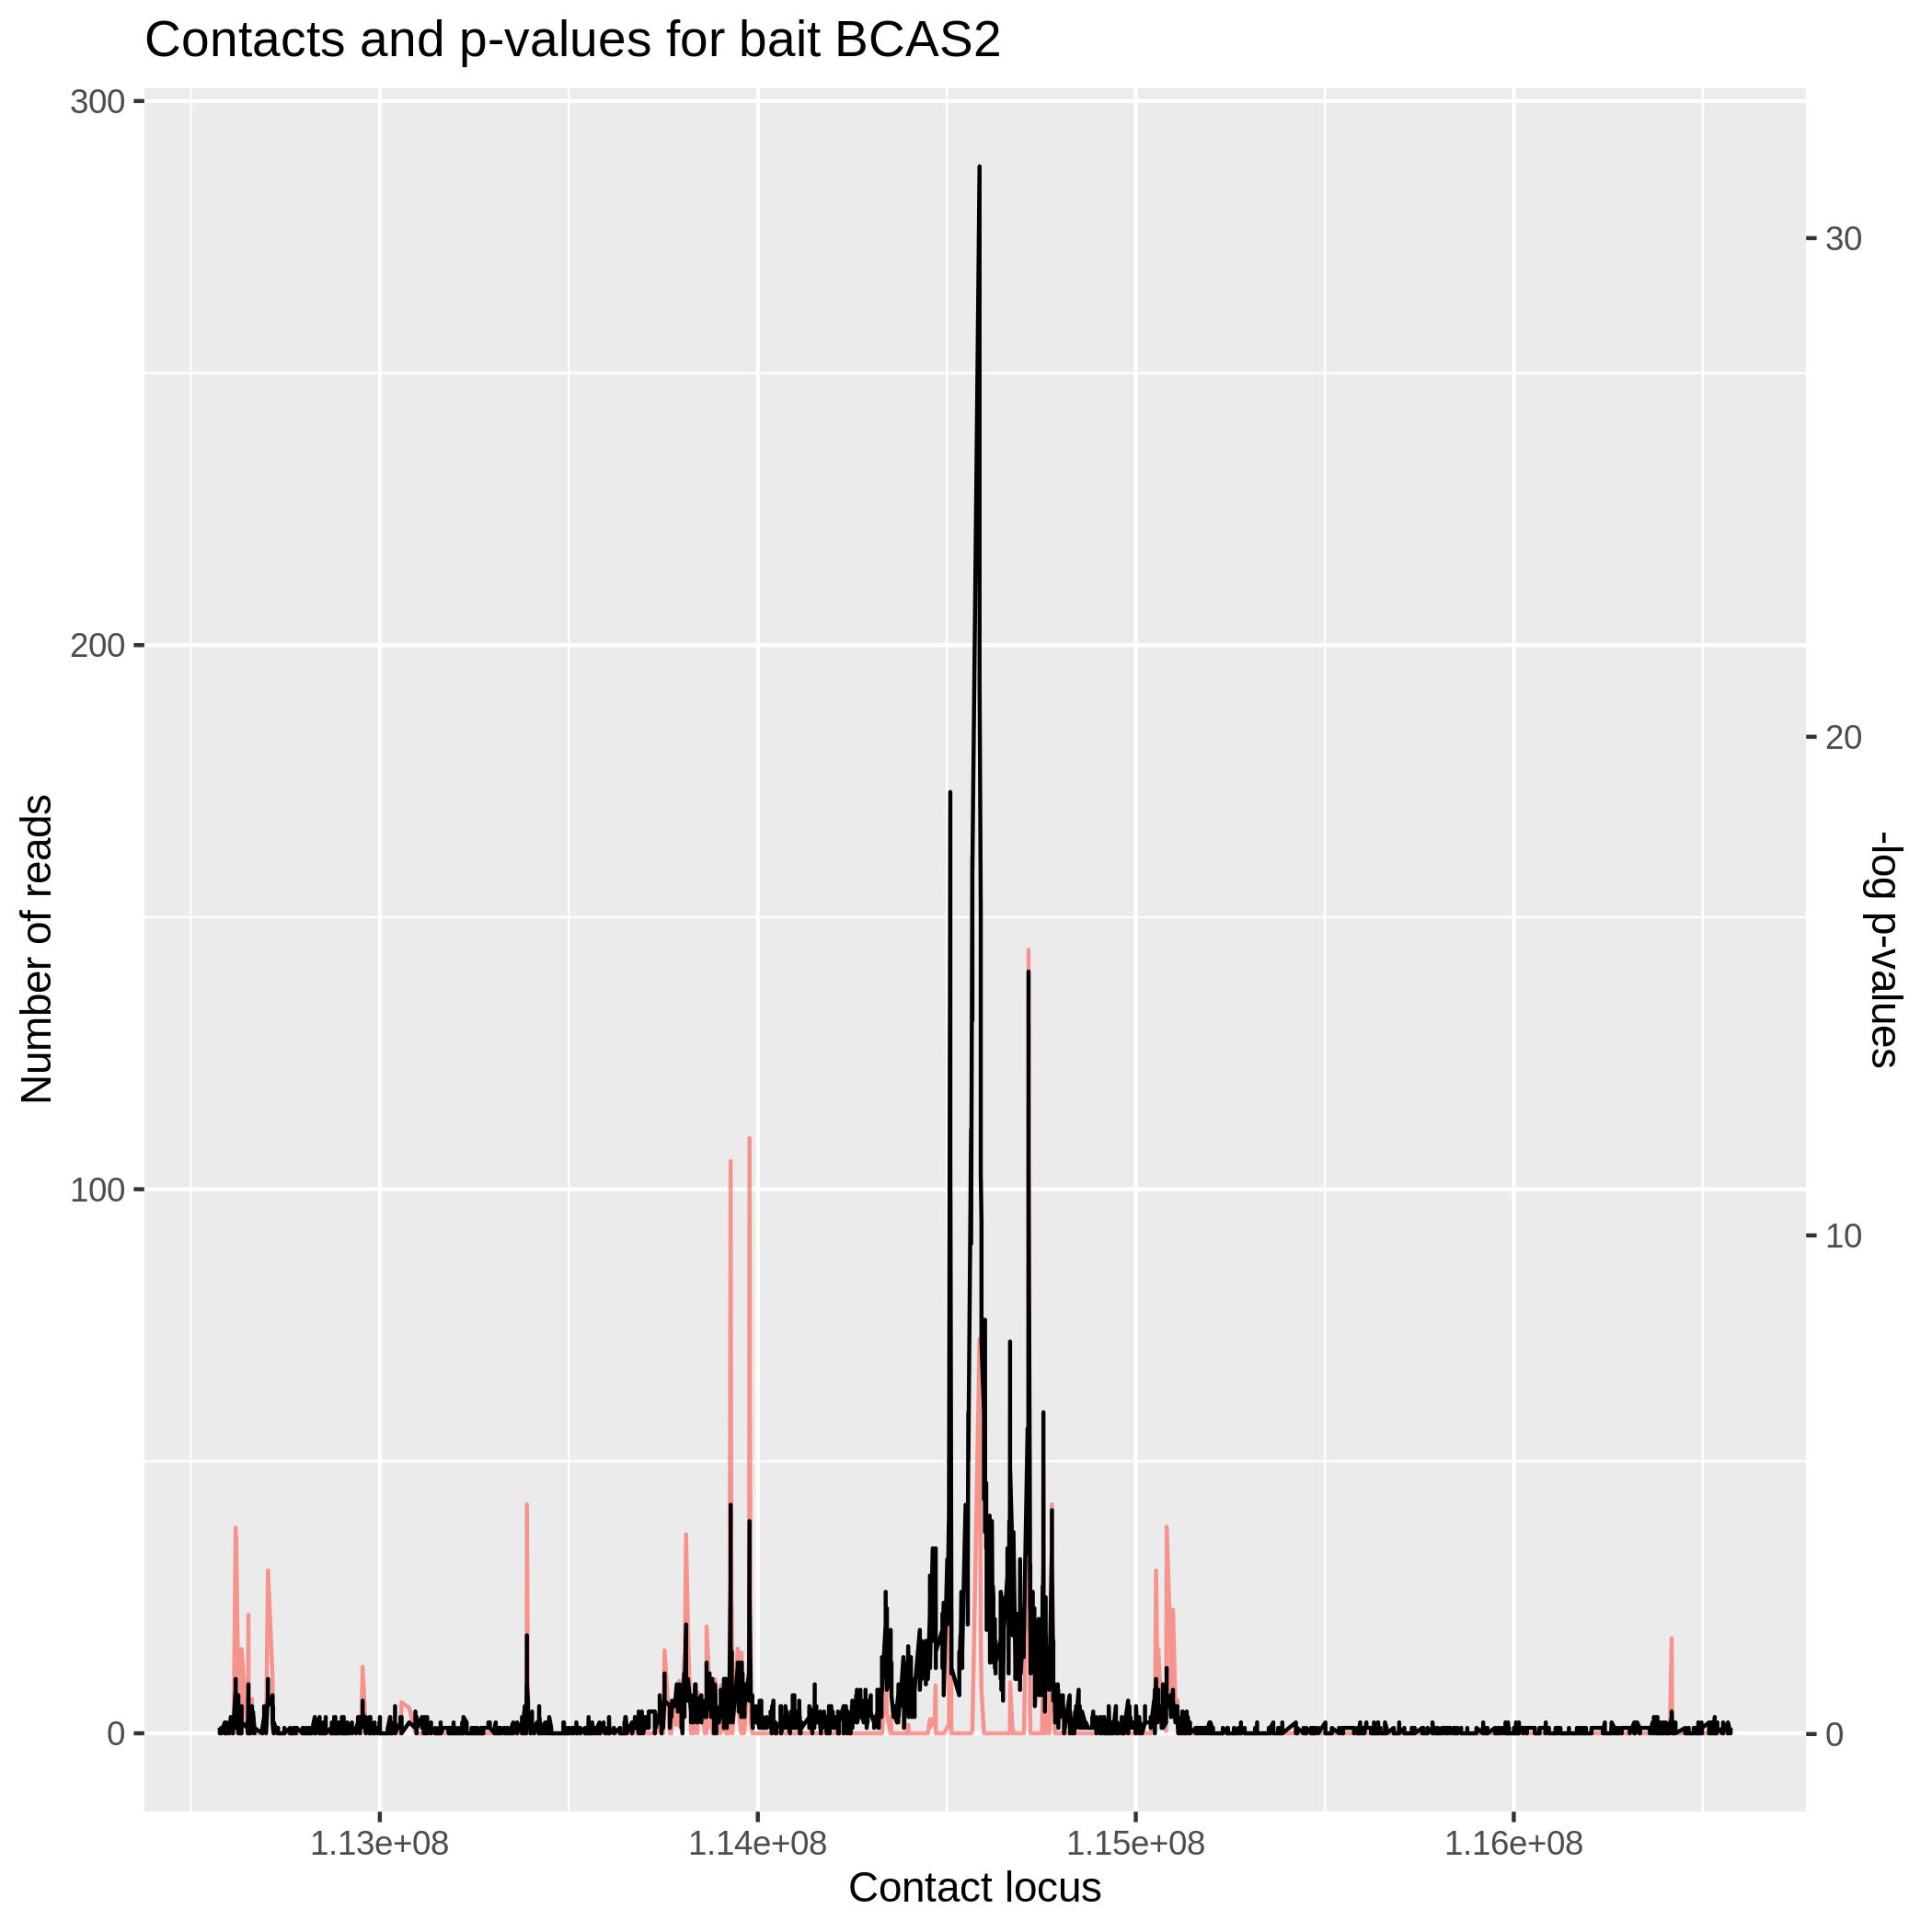 Contacts and p-values for bait BCAS2
300
200
100
0
Number of reads
30
20
10
0
-log p-values
1.13e+08
1.14e+08
1.15e+08
1.16e+08
Contact locus